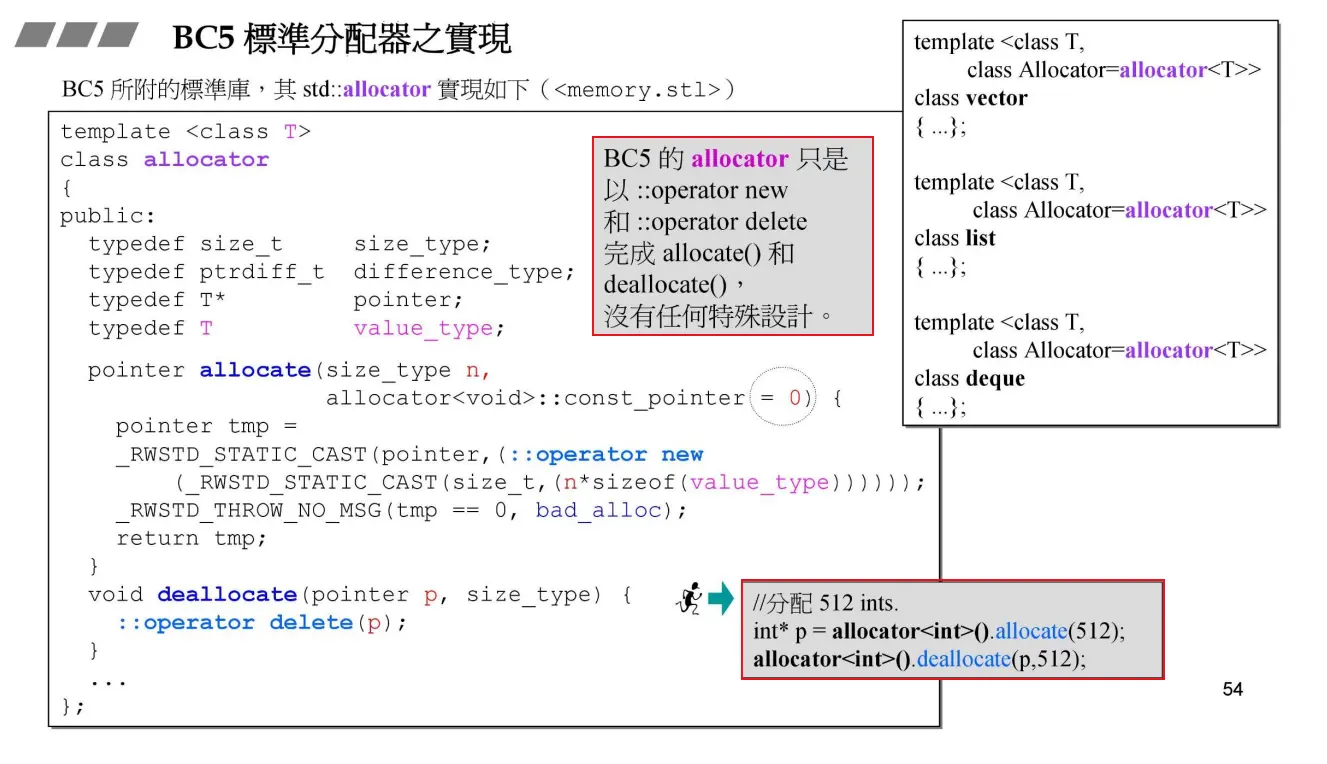 BC5 標準分配器之實現
BC5 所附的標準庫,其 std::allocator 實現如下(<memory.stl>)
template <class T>
class allocator
{
public:
  typedef size_t     size_type;
  typedef ptrdiff_t  difference_type;
  typedef T*         pointer;
  typedef T          value_type;
  pointer allocate(size_type n,
                   allocator<void>::const_pointer = 0) {
    pointer tmp =
    _RWSTD_STATIC_CAST(pointer,(::operator new
        (_RWSTD_STATIC_CAST(size_t,(n*sizeof(value_type))))));
    _RWSTD_THROW_NO_MSG(tmp == 0, bad_alloc);
    return tmp;
  }
  void deallocate(pointer p, size_type) {
    ::operator delete(p);
  }
  ...
};
BC5 的 allocator 只是
以 ::operator new
和 ::operator delete
完成 allocate() 和
deallocate(),
沒有任何特殊設計。
template <class T,
class Allocator=allocator<T>>
class vector
{ ...};
template <class T,
class Allocator=allocator<T>>
class list
{ ...};
template <class T,
class Allocator=allocator<T>>
class deque
{ ...};
//分配 512 ints.
int* p = allocator<int>().allocate(512);
allocator<int>().deallocate(p,512);
54